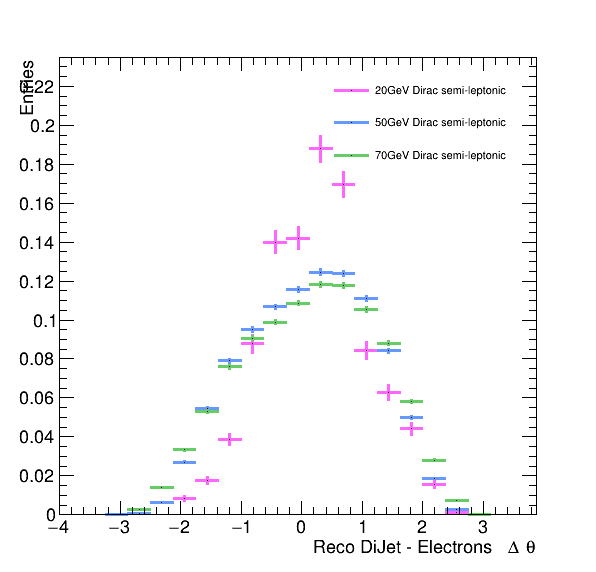 Entries
0.22
0.2
0.18
0.16
0.14
0.12
0.1
0.08
0.06
0.04
0.02
0
20GeV Dirac semi-leptonic
50GeV Dirac semi-leptonic
70GeV Dirac semi-leptonic
−4 −3 −2 −1 0 1 2 3
Reco DiJet - Electrons Δ θ